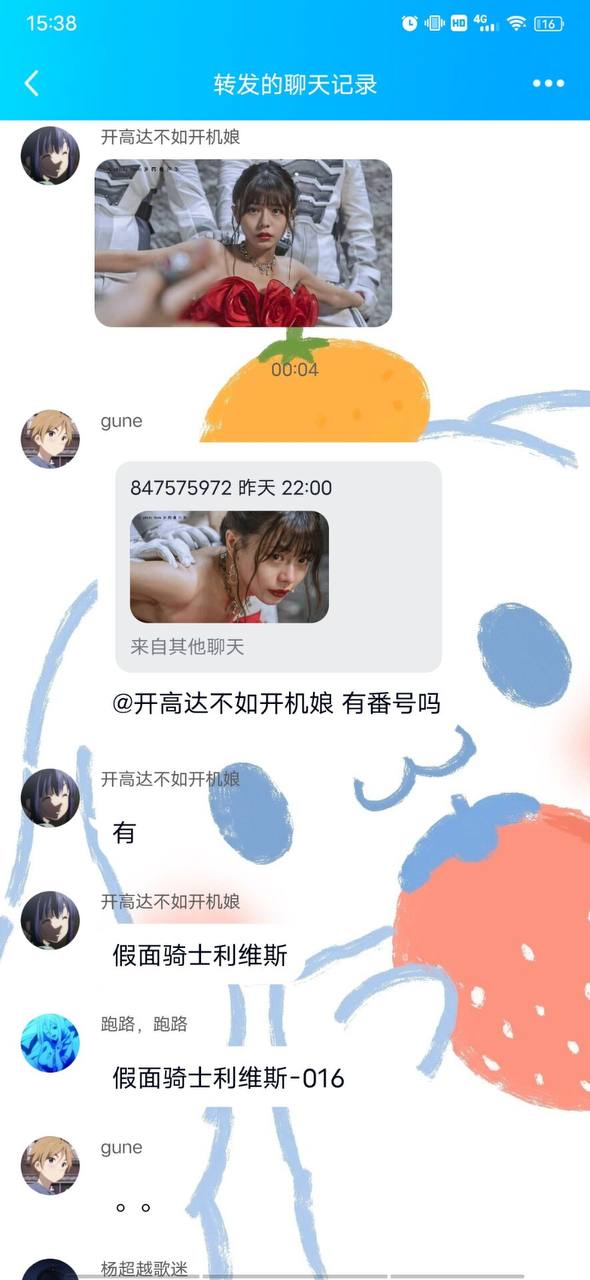 15:38
HD
4G
16
转发的聊天记录
开高达不如开机娘
00:04
gune
847575972 昨天 22:00
来自其他聊天
@开高达不如开机娘 有番号吗
开高达不如开机娘
有
开高达不如开机娘
假面骑士利维斯
跑路，跑路
假面骑士利维斯-016
gune
。。
杨超越歌迷